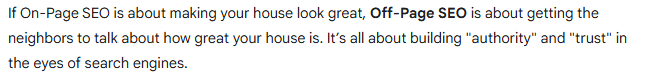 If On-Page SEO is about making your house look great, Off-Page SEO is about getting the
neighbors to talk about how great your house is. It’s all about building "authority" and "trust" in
the eyes of search engines.